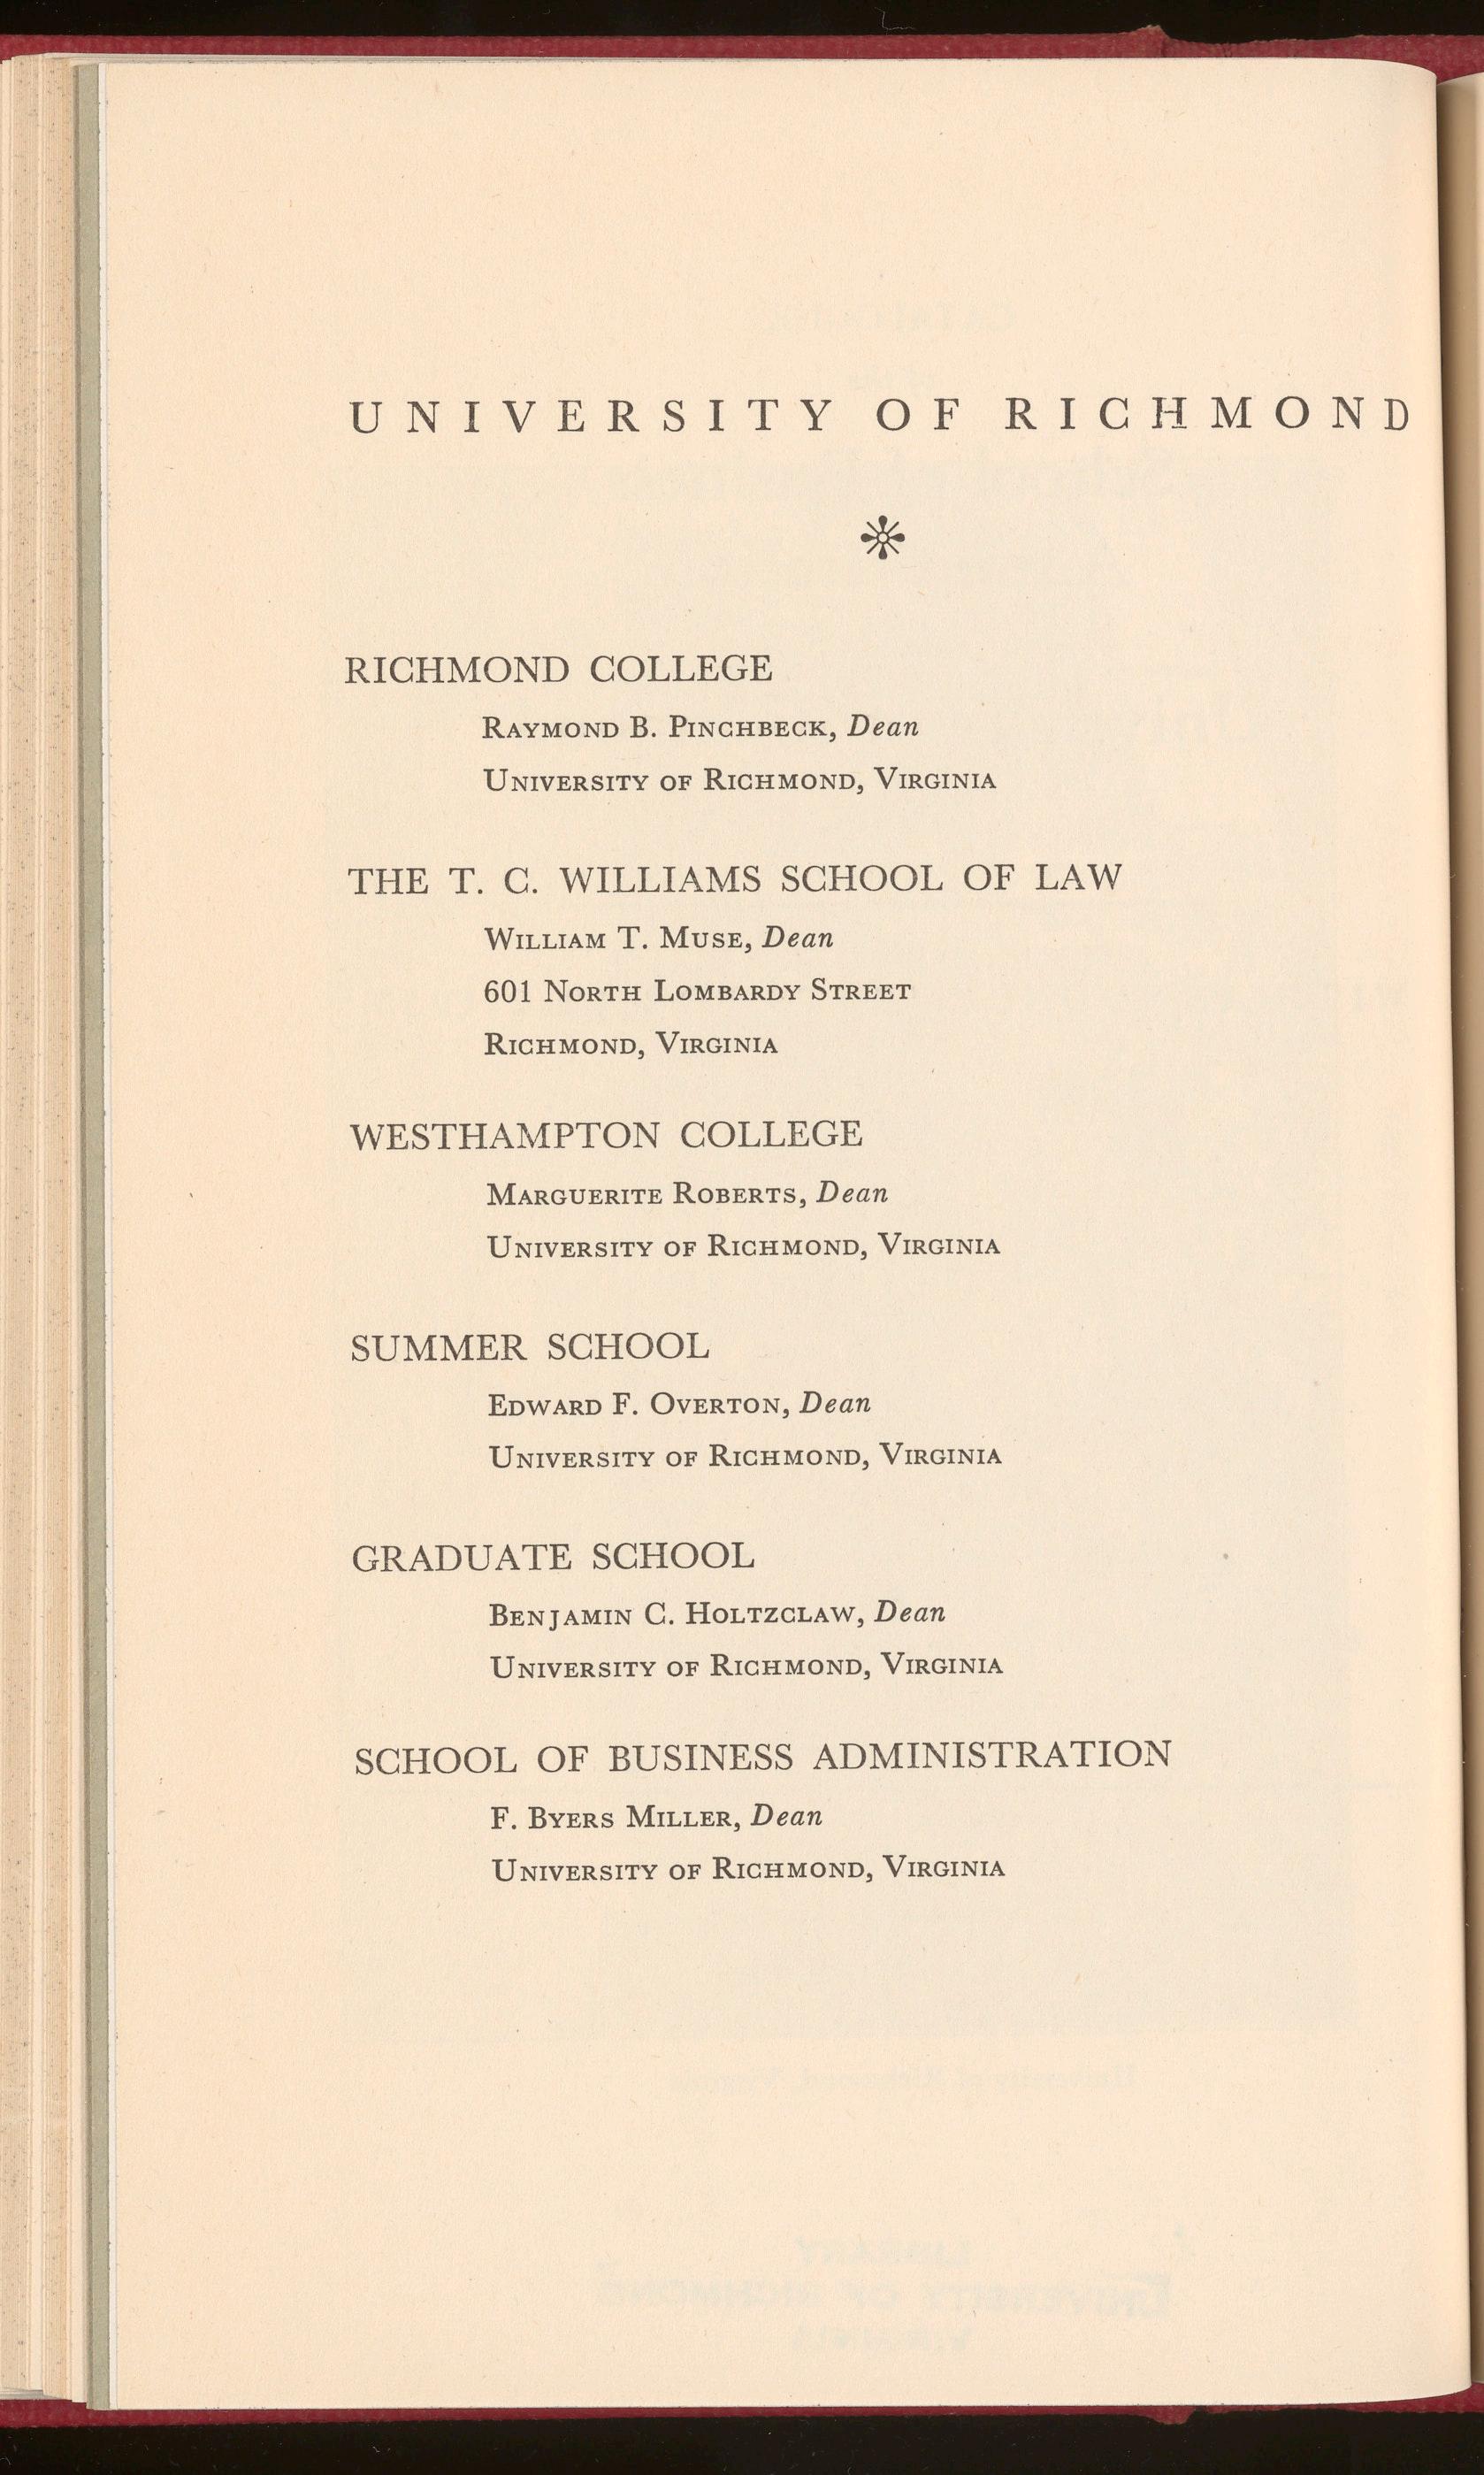 UNIVERSITY OF RICHMOND
RICHMOND COLLEGE
Raymond B. Pinchbeck, Dean
University of Richmond, Virginia
THE T. C. WILLIAMS SCHOOL OF LAW
William T. Muse, Dean
601 North Lombardy Street
Richmond, Virginia
WESTHAMPTON COLLEGE
Marguerite Roberts, Dean
University of Richmond, Virginia
SUMMER SCHOOL
Edward F. Overton, Dean
University of Richmond, Virginia
GRADUATE SCHOOL
Benjamin C. Holtzclaw, Dean
University of Richmond, Virginia
SCHOOL OF BUSINESS ADMINISTRATION
F. Byers Miller, Dean
University of Richmond, Virginia